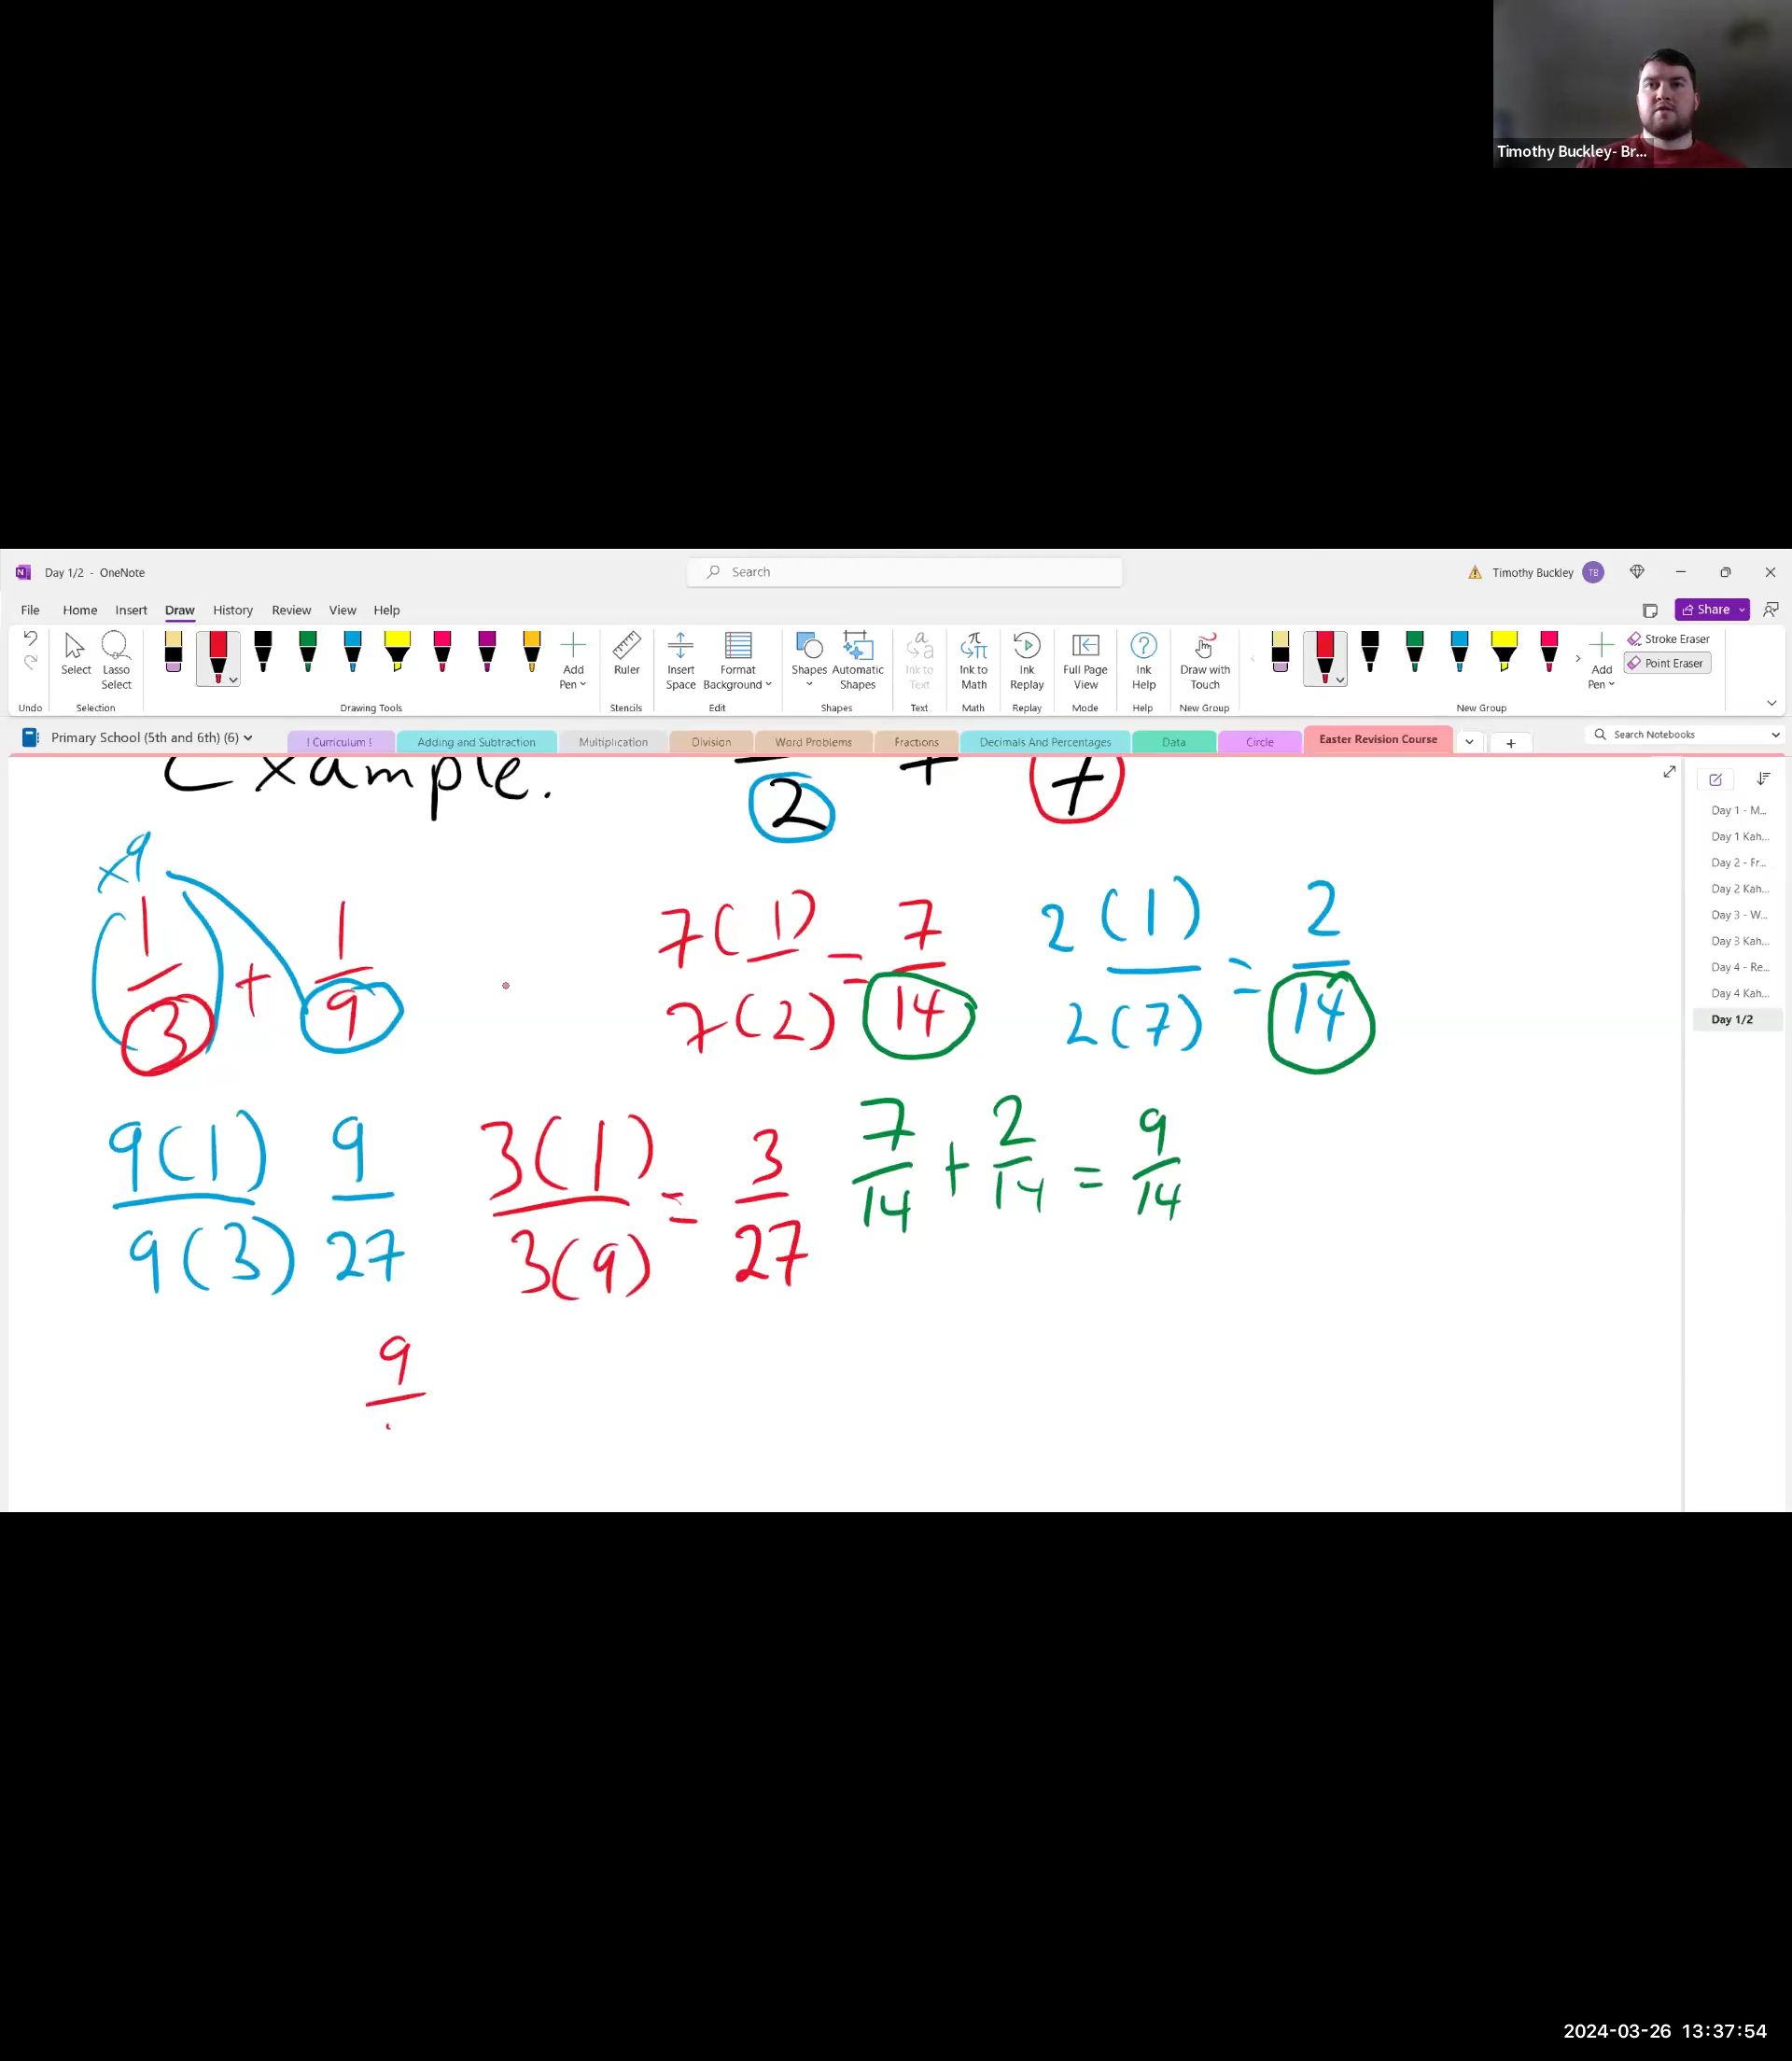 Timothy Buckley- Br...
Day 1/2 - OneNote
Search
Timothy Buckley TB
File Home Insert Draw History Review View Help
Share
Select
Lasso Select
Add Pen
Ruler
Insert Space
Format Background
Shapes
Automatic Shapes
Ink to Text
Ink to Math
Ink Replay
Full Page View
Ink Help
Draw with Touch
Add Pen
Stroke Eraser
Point Eraser
Undo Selection Drawing Tools Stencils Edit Shapes Text Math Replay Mode Help New Group New Group
Primary School (5th and 6th) (6) ! Curriculum ! Adding and Subtraction Multiplication Division Word Problems Fractions Decimals And Percentages Data Circle Easter Revision Course + Search Notebooks
Example.
2 + 7
x9
1/3 + 1/9
7(1)/7(2) = 7/14
2(1)/2(7) = 2/14
9(1)/9(3) 9/27
3(1)/3(9) = 3/27
7/14 + 2/14 = 9/14
9
Day 1 - M...
Day 1 Kah...
Day 2 - Fr...
Day 2 Kah...
Day 3 - W...
Day 3 Kah...
Day 4 - Re...
Day 4 Kah...
Day 1/2
2024-03-26 13:37:54